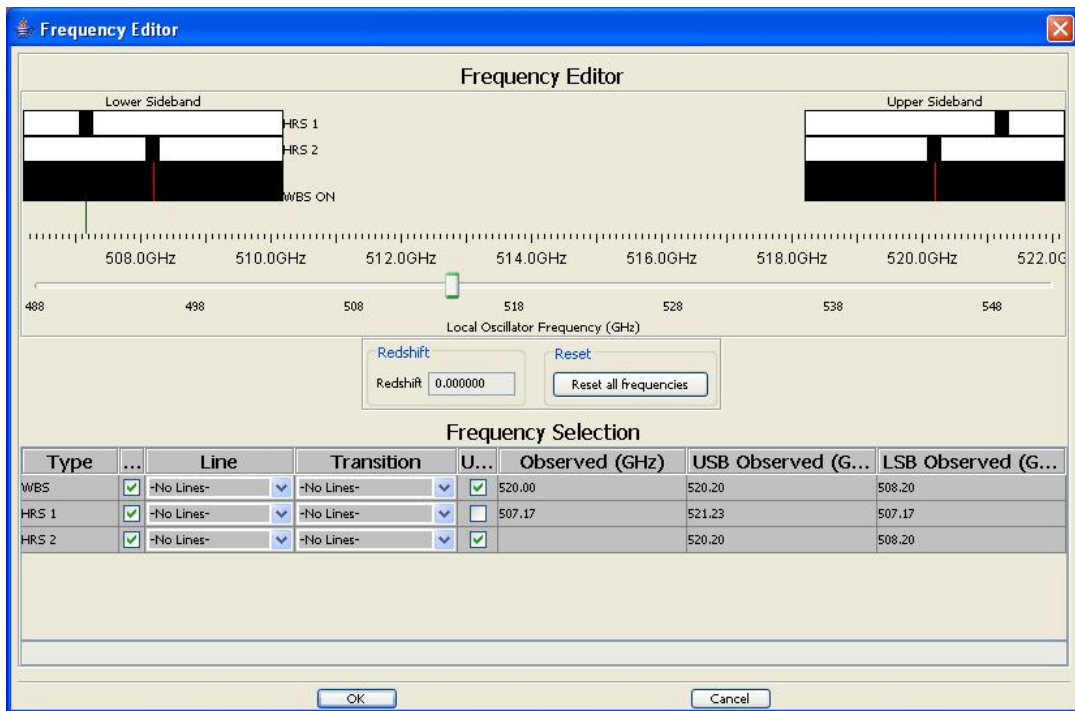 Frequency Editor
Frequency Editor
Lower Sideband
Upper Sideband
HRS 1
HRS 2
WBS ON
508.0GHz 510.0GHz 512.0GHz 514.0GHz 516.0GHz 518.0GHz 520.0GHz 522.0G
488 498 508 518 528 538 548
Local Oscillator Frequency (GHz)
Redshift
Redshift 0.000000
Reset
Reset all frequencies
Frequency Selection
Type ... Line Transition U... Observed (GHz) USB Observed (G... LSB Observed (G...
WBS -No Lines- -No Lines- 520.00 520.20 508.20
HRS 1 -No Lines- -No Lines- 507.17 521.23 507.17
HRS 2 -No Lines- -No Lines- 520.20 508.20
OK Cancel